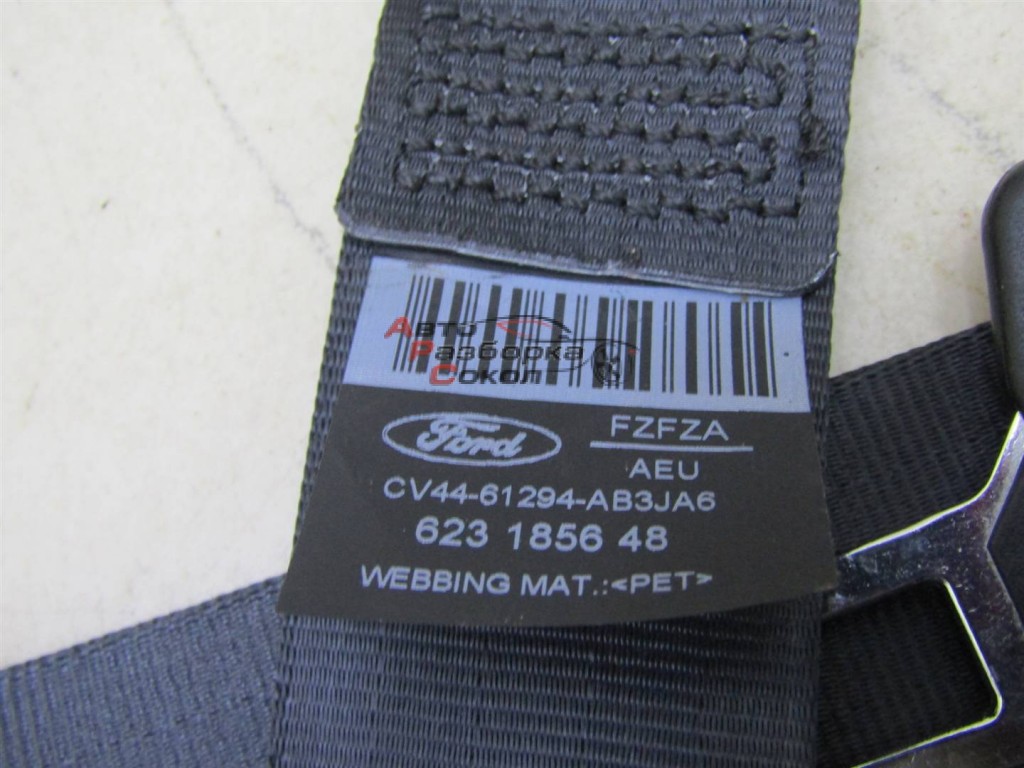 Авто
Разборка
Сокол
Ford
FZFZA
AEU
CV44-61294-AB3JA6
623 1856 48
WEBBING MAT.:<PET>